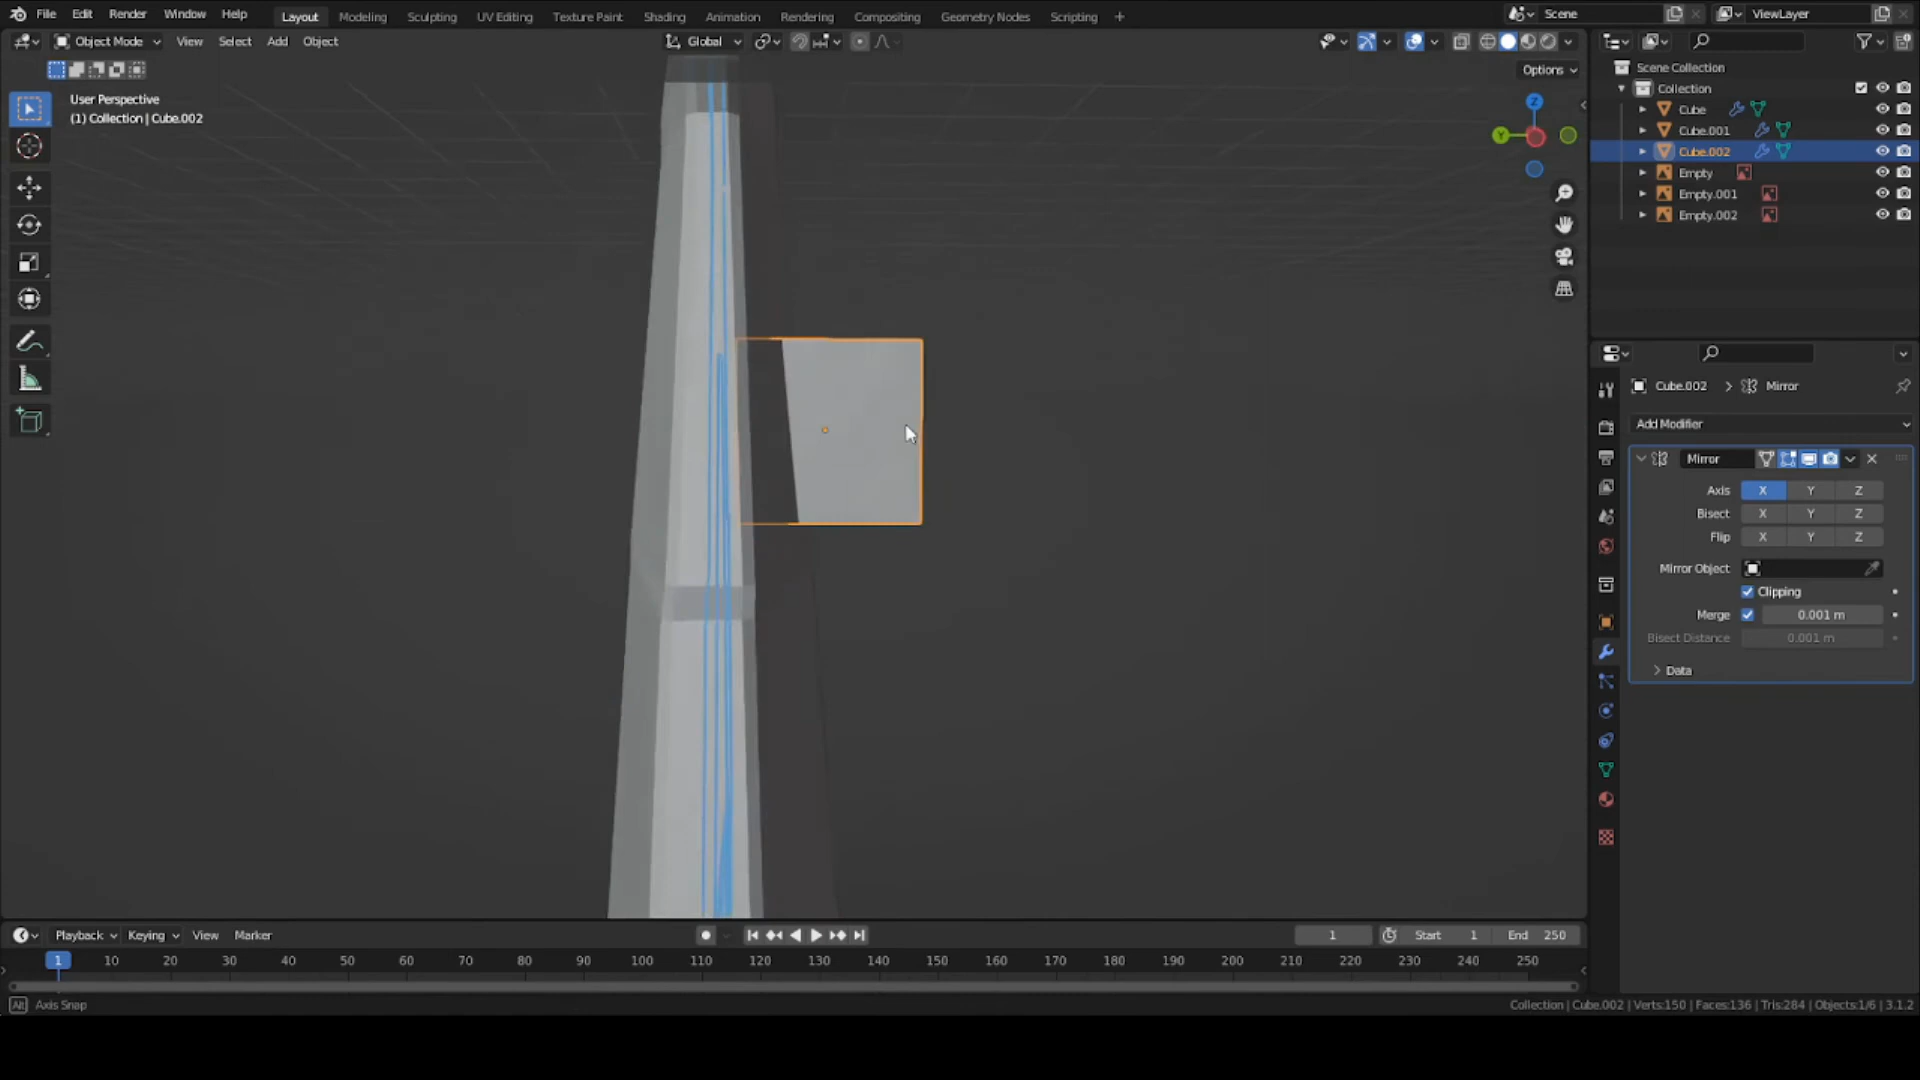 File Edit Render Window Help Layout Modeling Sculpting UV Editing Texture Paint Shading Animation Rendering Compositing Geometry Nodes Scripting + Scene ViewLayer
Object Mode View Select Add Object Global
Options
User Perspective
(1) Collection | Cube.002
Z
Y
Scene Collection
Collection
Cube
Cube.001
Cube.002
Empty
Empty.001
Empty.002
Cube.002 > Mirror
Add Modifier
Mirror
Axis X Y Z
Bisect X Y Z
Flip X Y Z
Mirror Object
Clipping
Merge 0.001 m
Bisect Distance 0.001 m
Data
Playback Keying View Marker 1 Start 1 End 250
1 10 20 30 40 50 60 70 80 90 100 110 120 130 140 150 160 170 180 190 200 210 220 230 240 250
Alt Axis Snap Collection | Cube.002 | Verts:150 | Faces:136 | Tris:284 | Objects:1/6 | 3.1.2